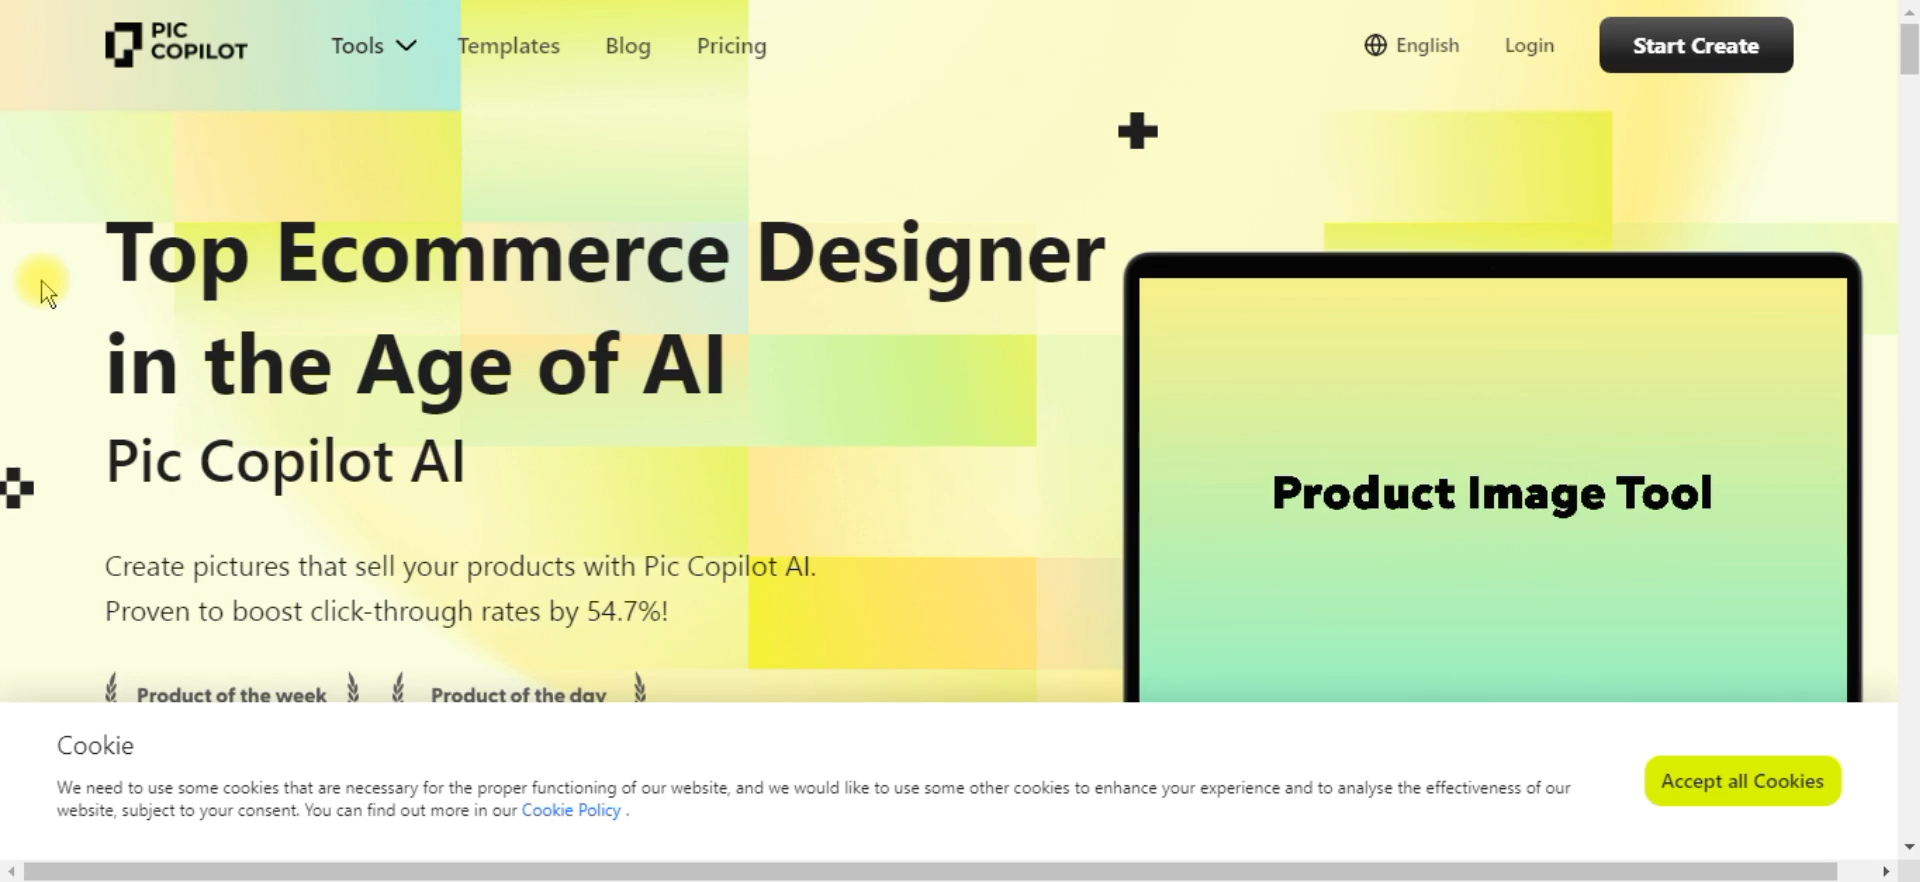 PIC
COPILOT
Tools
Templates
Blog
Pricing
English
Login
Start Create
Top Ecommerce Designer
in the Age of AI
Pic Copilot AI
Create pictures that sell your products with Pic Copilot AI.
Proven to boost click-through rates by 54.7%!
Product of the week
Product of the day
Product Image Tool
Cookie
We need to use some cookies that are necessary for the proper functioning of our website, and we would like to use some other cookies to enhance your experience and to analyse the effectiveness of our
website, subject to your consent. You can find out more in our Cookie Policy .
Accept all Cookies